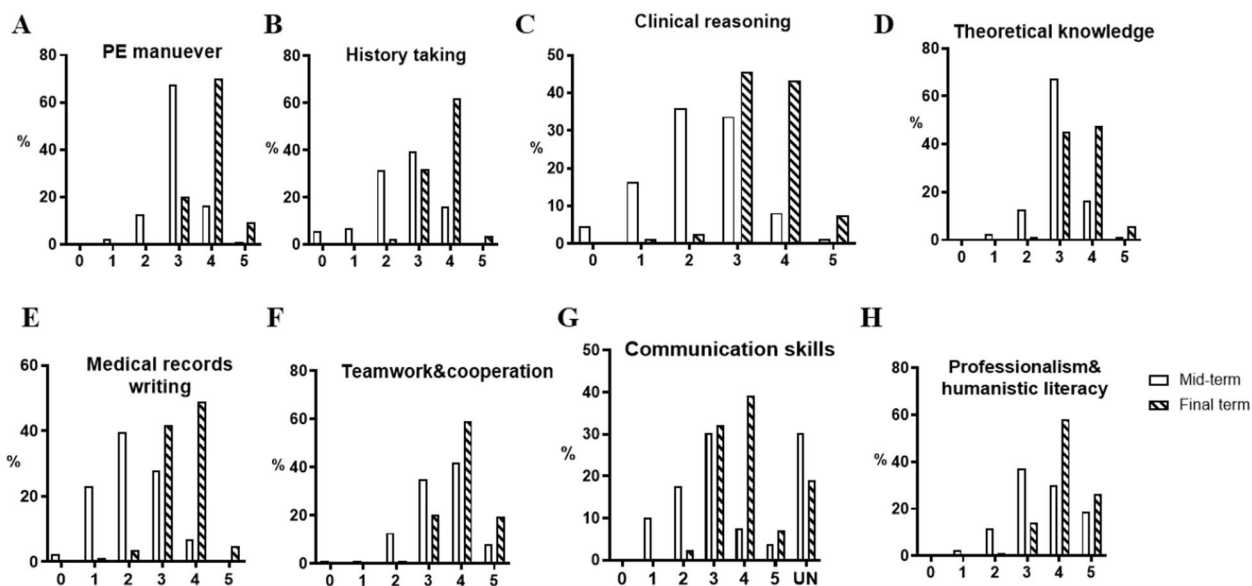 A
PE manuever
80
60
%
40
20
0
0 1 2 3 4 5
B
History taking
80
60
40
%
20
0
0 1 2 3 4 5
C
Clinical reasoning
50
40
30
%
20
10
0
0 1 2 3 4 5
D
Theoretical knowledge
80
60
%
40
20
0
0 1 2 3 4 5
E
Medical records
writing
60
40
%
20
0
0 1 2 3 4 5
F
Teamwork&cooperation
80
60
40
%
20
0
0 1 2 3 4 5
G
Communication skills
50
40
30
%
20
10
0
0 1 2 3 4 5 UN
H
Professionalism&
humanistic literacy
80
60
40
%
20
0
0 1 2 3 4 5
Mid-term
Final term